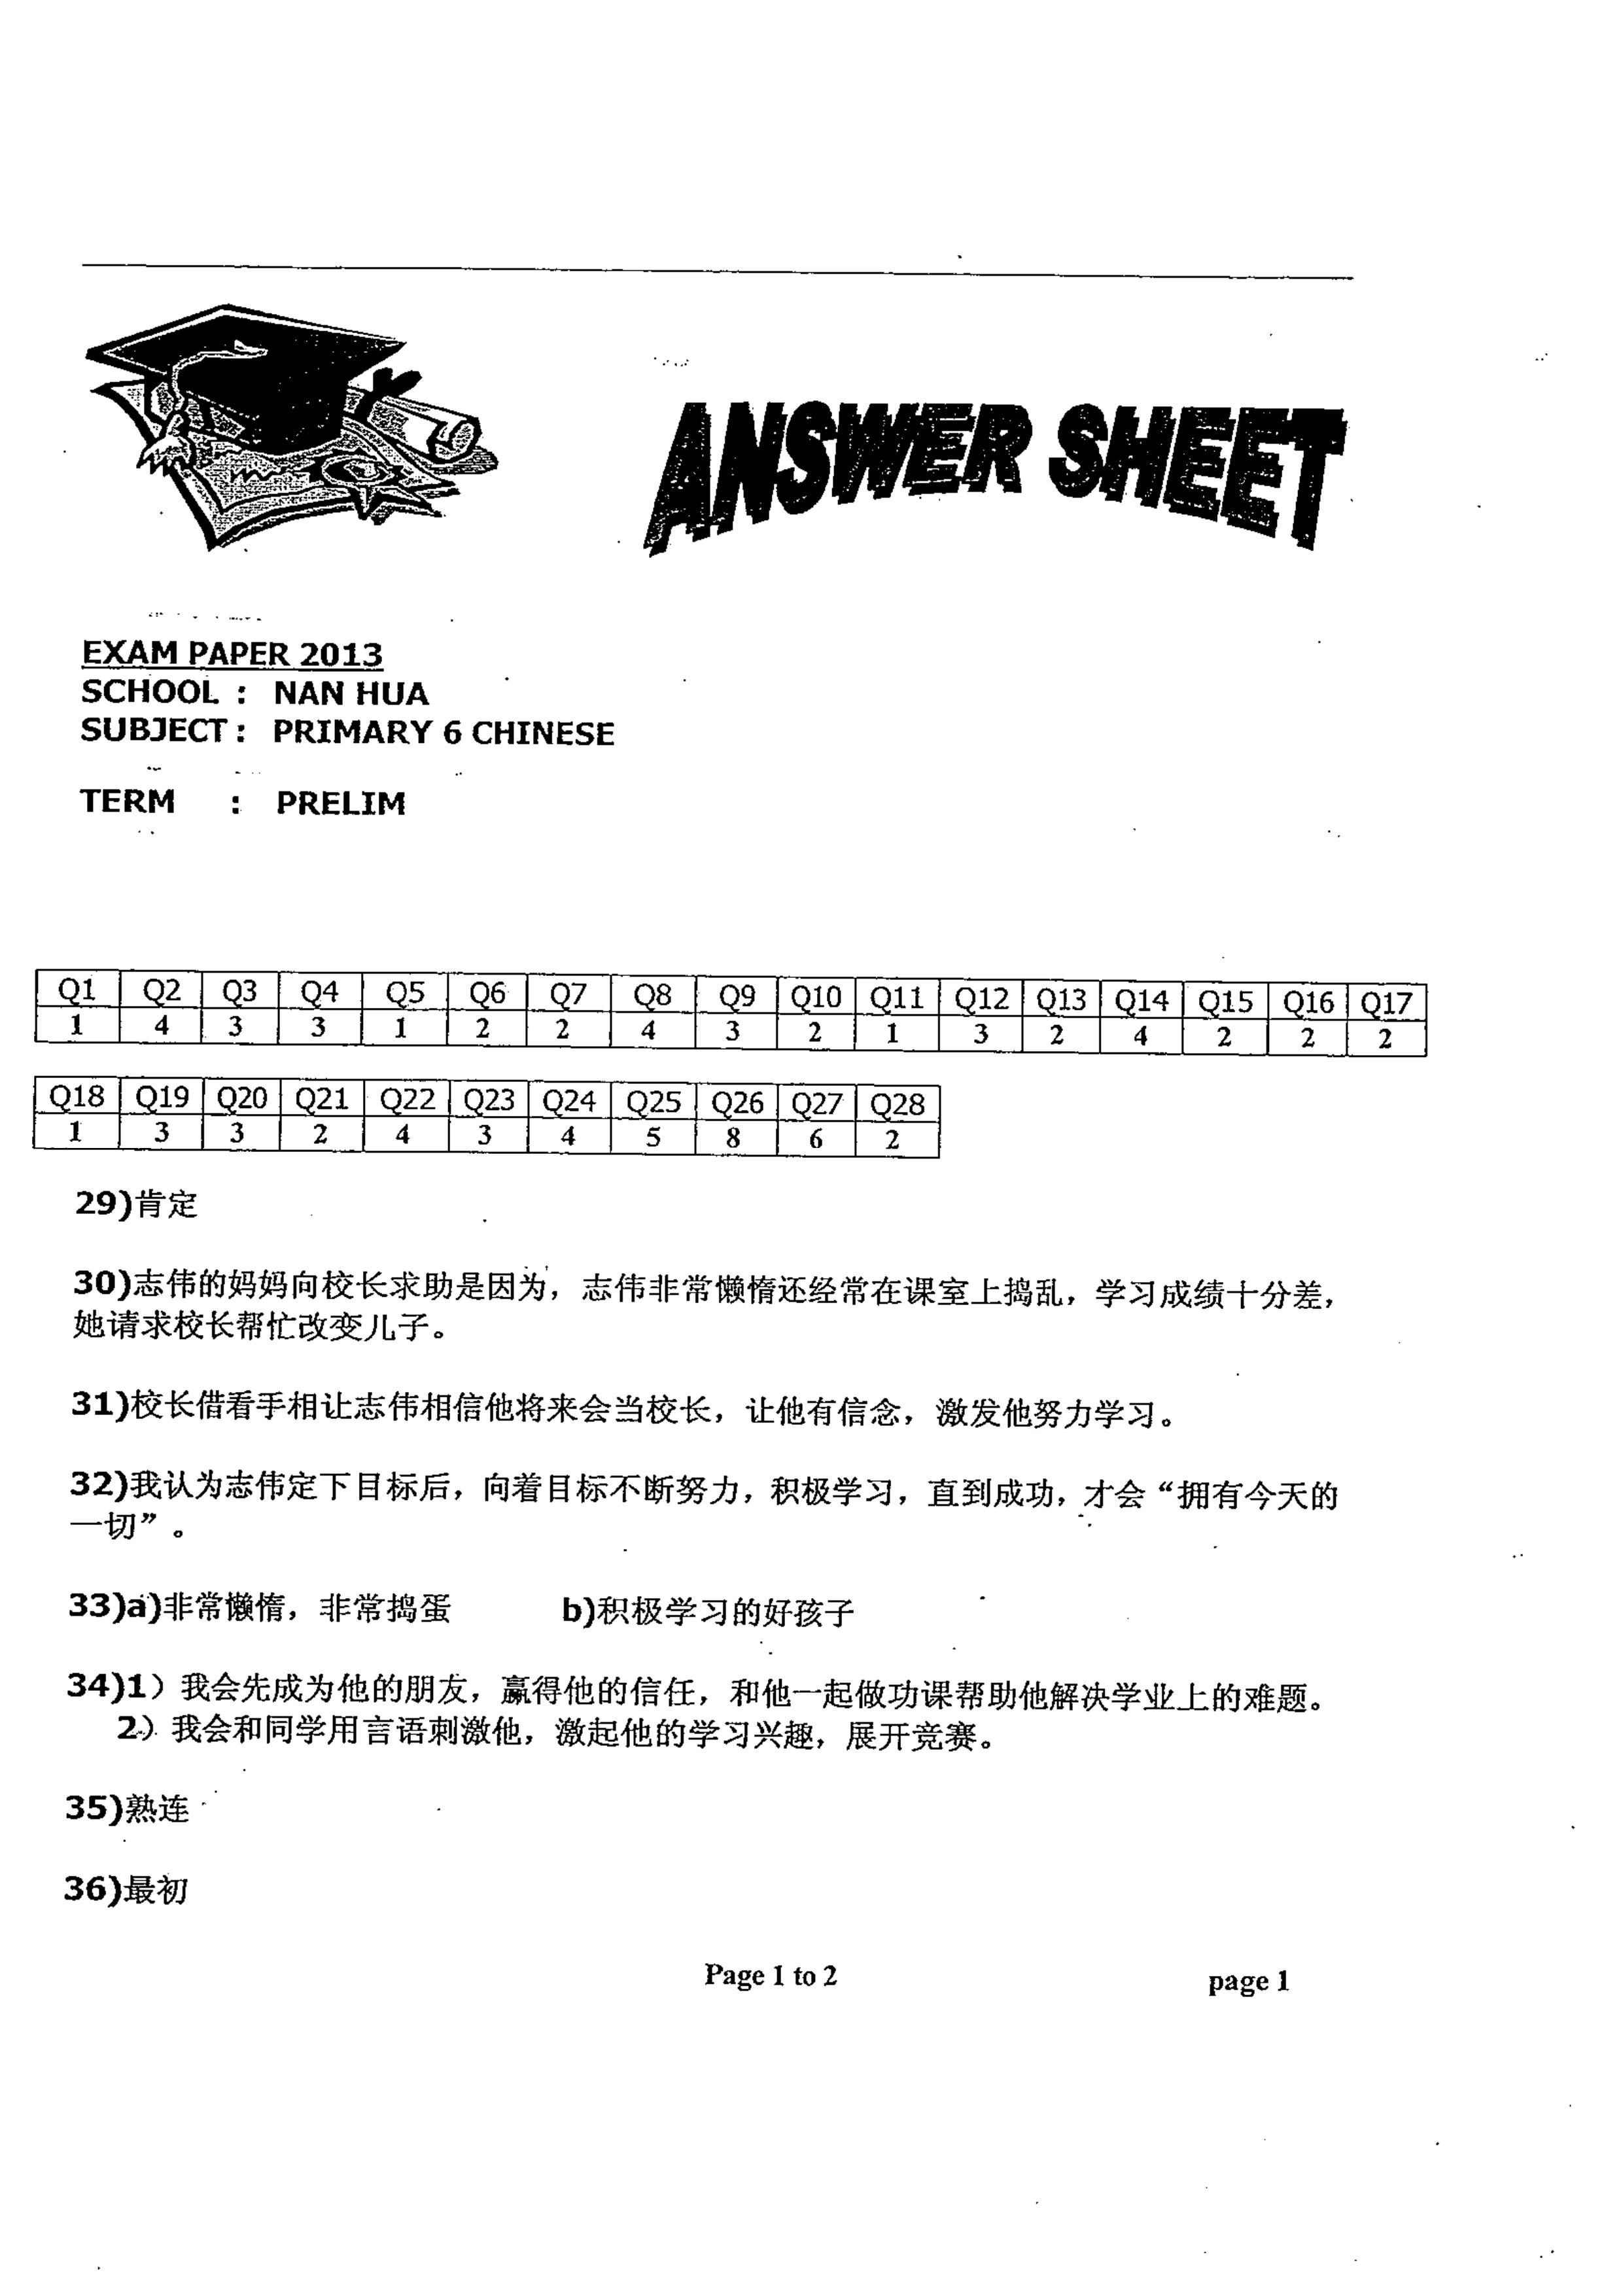 ANSWER SHEET
EXAM PAPER 2013
SCHOOL : NAN HUA
SUBJECT : PRIMARY 6 CHINESE
TERM : PRELIM
Q1 Q2 Q3 Q4 Q5 Q6 Q7 Q8 Q9 Q10 Q11 Q12 Q13 Q14 Q15 Q16 Q17
1 4 3 3 1 2 2 4 3 2 1 3 2 4 2 2 2
Q18 Q19 Q20 Q21 Q22 Q23 Q24 Q25 Q26 Q27 Q28
1 3 3 2 4 3 4 5 8 6 2
29)肯定
30)志伟的妈妈向校长求助是因为，志伟非常懒惰还经常在课室上捣乱，学习成绩十分差，
她请求校长帮忙改变儿子。
31)校长借看手相让志伟相信他将来会当校长，让他有信念，激发他努力学习。
32)我认为志伟定下目标后，向着目标不断努力，积极学习，直到成功，才会“拥有今天的
一切”。
33)a)非常懒惰，非常捣蛋 b)积极学习的好孩子
34)1）我会先成为他的朋友，赢得他的信任，和他一起做功课帮助他解决学业上的难题。
2）我会和同学用言语刺激他，激起他的学习兴趣，展开竞赛。
35)熟连
36)最初
Page 1 to 2 page 1